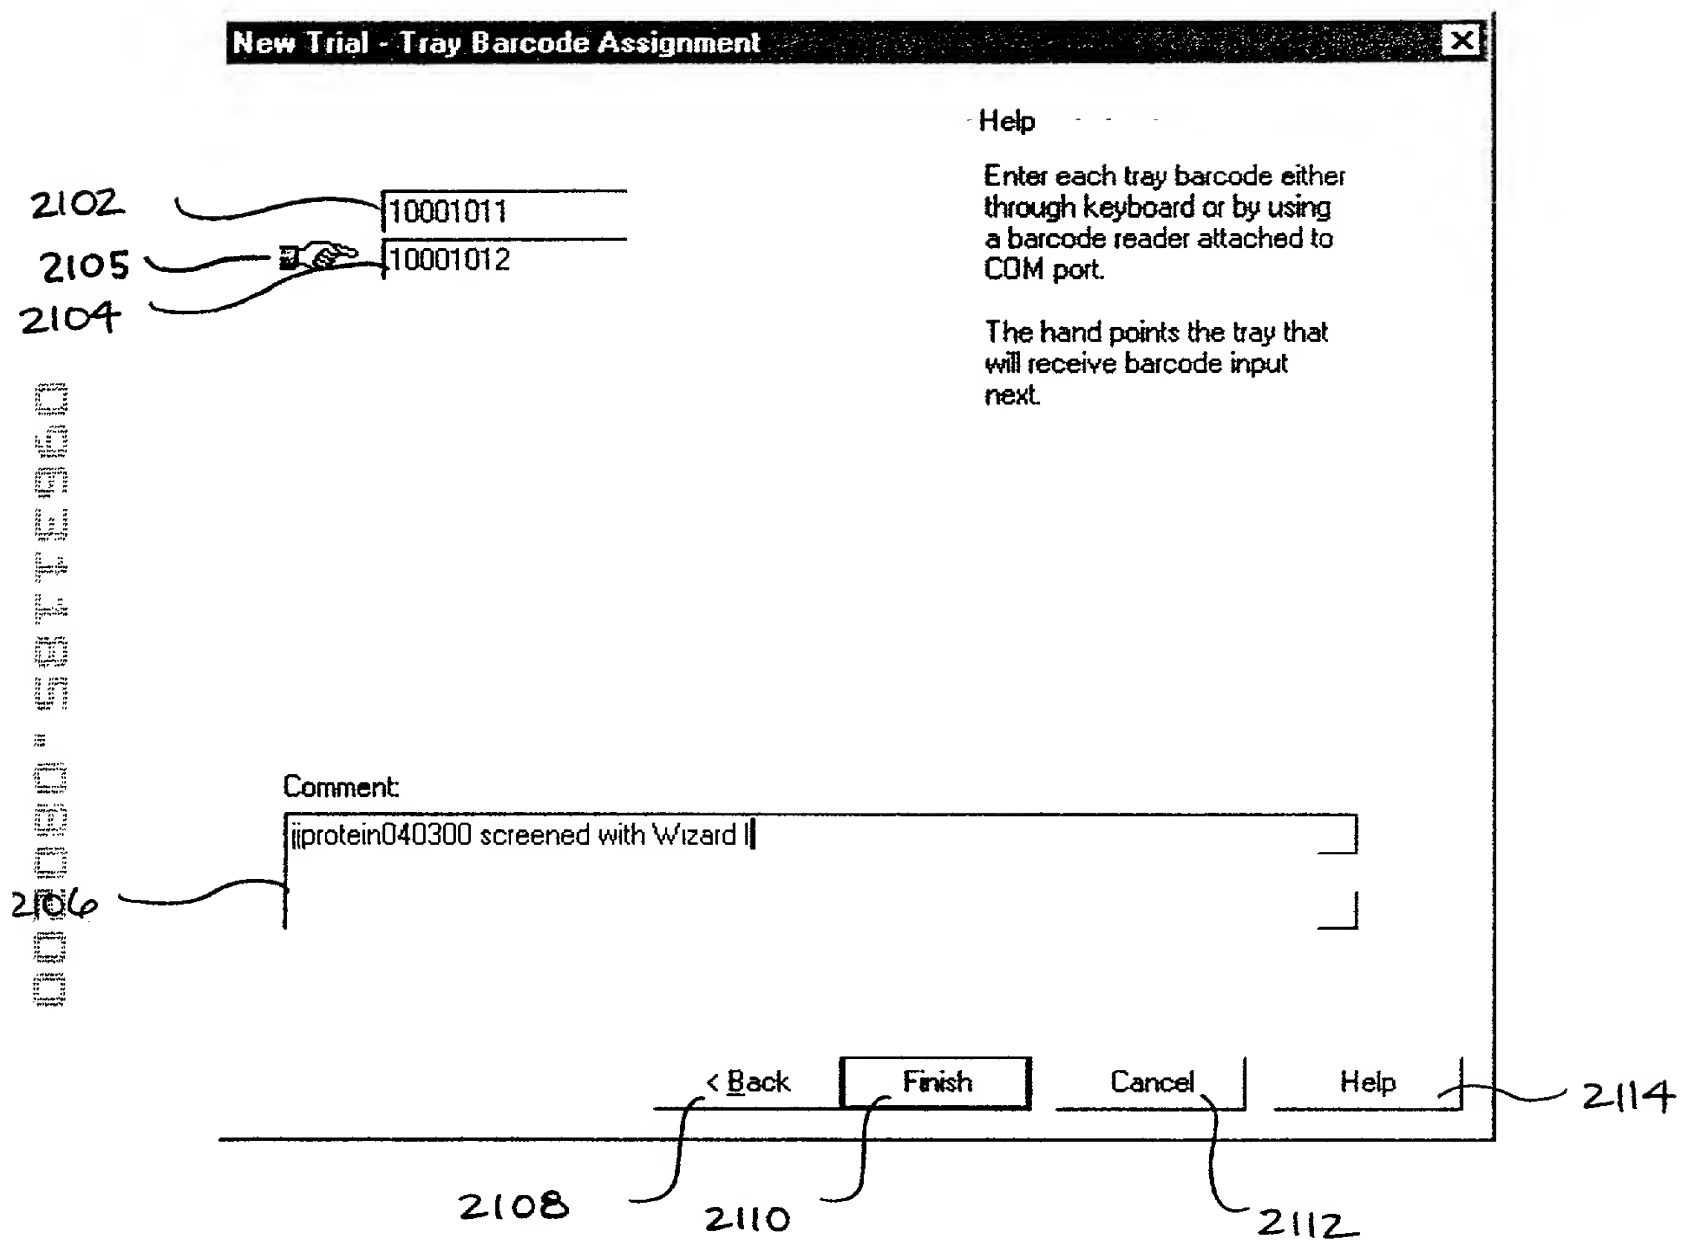 New Trial - Tray Barcode Assignment
Help
Enter each tray barcode either
through keyboard or by using
a barcode reader attached to
COM port.
The hand points the tray that
will receive barcode input
next.
2102
10001011
2105
10001012
2104
Comment:
jjprotein040300 screened with Wizard I
2106
< Back
Finish
Cancel
Help
2114
2108
2110
2112